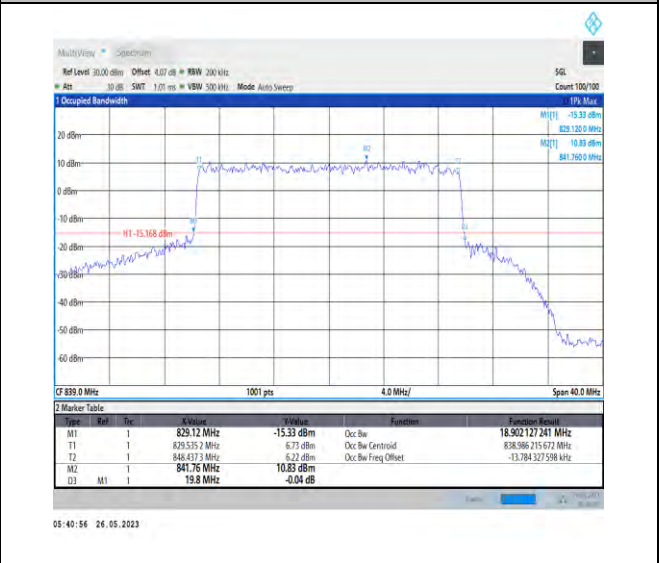 MultiView Spectrum
Ref Level 30.00 dBm Offset 4.07 dB RBW 200 kHz SGL
Att 30 dB SWT 1.01 ms VBW 500 kHz Mode Auto Sweep Count 100/100
1 Occupied Bandwidth 1Pk Max
M1[1] -15.33 dBm
829.120 0 MHz
M2[1] 10.83 dBm
841.760 0 MHz
20 dBm
10 dBm
0 dBm
-10 dBm
-20 dBm
-30 dBm
-40 dBm
-50 dBm
-60 dBm
T1
M2
M1
H1 -15.168 dBm
CF 839.0 MHz 1001 pts 4.0 MHz/ Span 40.0 MHz
2 Marker Table
Type Ref Trc X-Value Y-Value Function Function Result
M1 1 829.12 MHz -15.33 dBm Occ Bw 18.902 127 241 MHz
T1 1 829.535 2 MHz 6.73 dBm Occ Bw Centroid 838.986 215 672 MHz
T2 1 848.437 3 MHz 6.22 dBm Occ Bw Freq Offset -13.784 327 598 kHz
M2 1 841.76 MHz 10.83 dBm
D3 M1 1 19.8 MHz -0.04 dB
05:40:56 26.05.2023